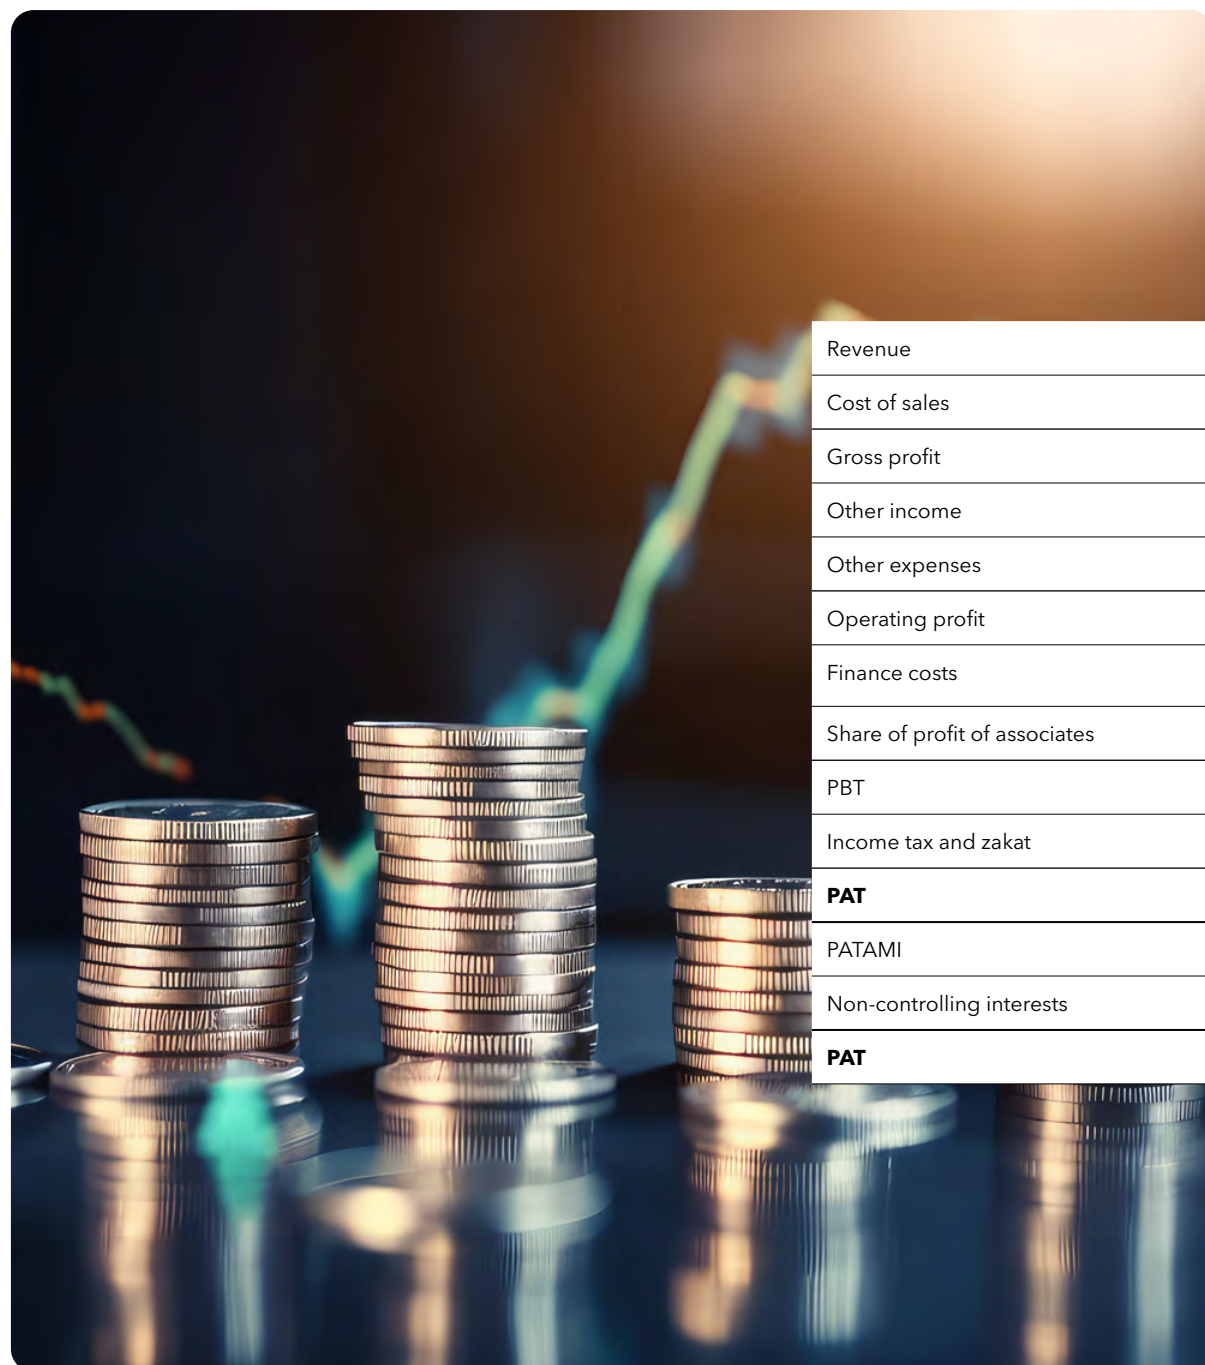 Revenue
Cost of sales
Gross profit
Other income
Other expenses
Operating profit
Finance costs
Share of profit of associates
PBT
Income tax and zakat
PAT
PATAMI
Non-controlling interests
PAT